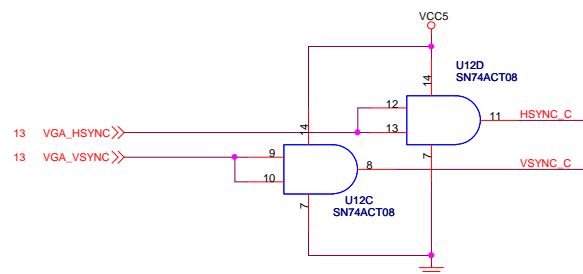 VCC5
U12D
SN74ACT08
14
12
11
HSYNC_C
13
13 VGA_HSYNC
14
7
13 VGA_VSYNC
9
8
VSYNC_C
10
U12C
SN74ACT08
7